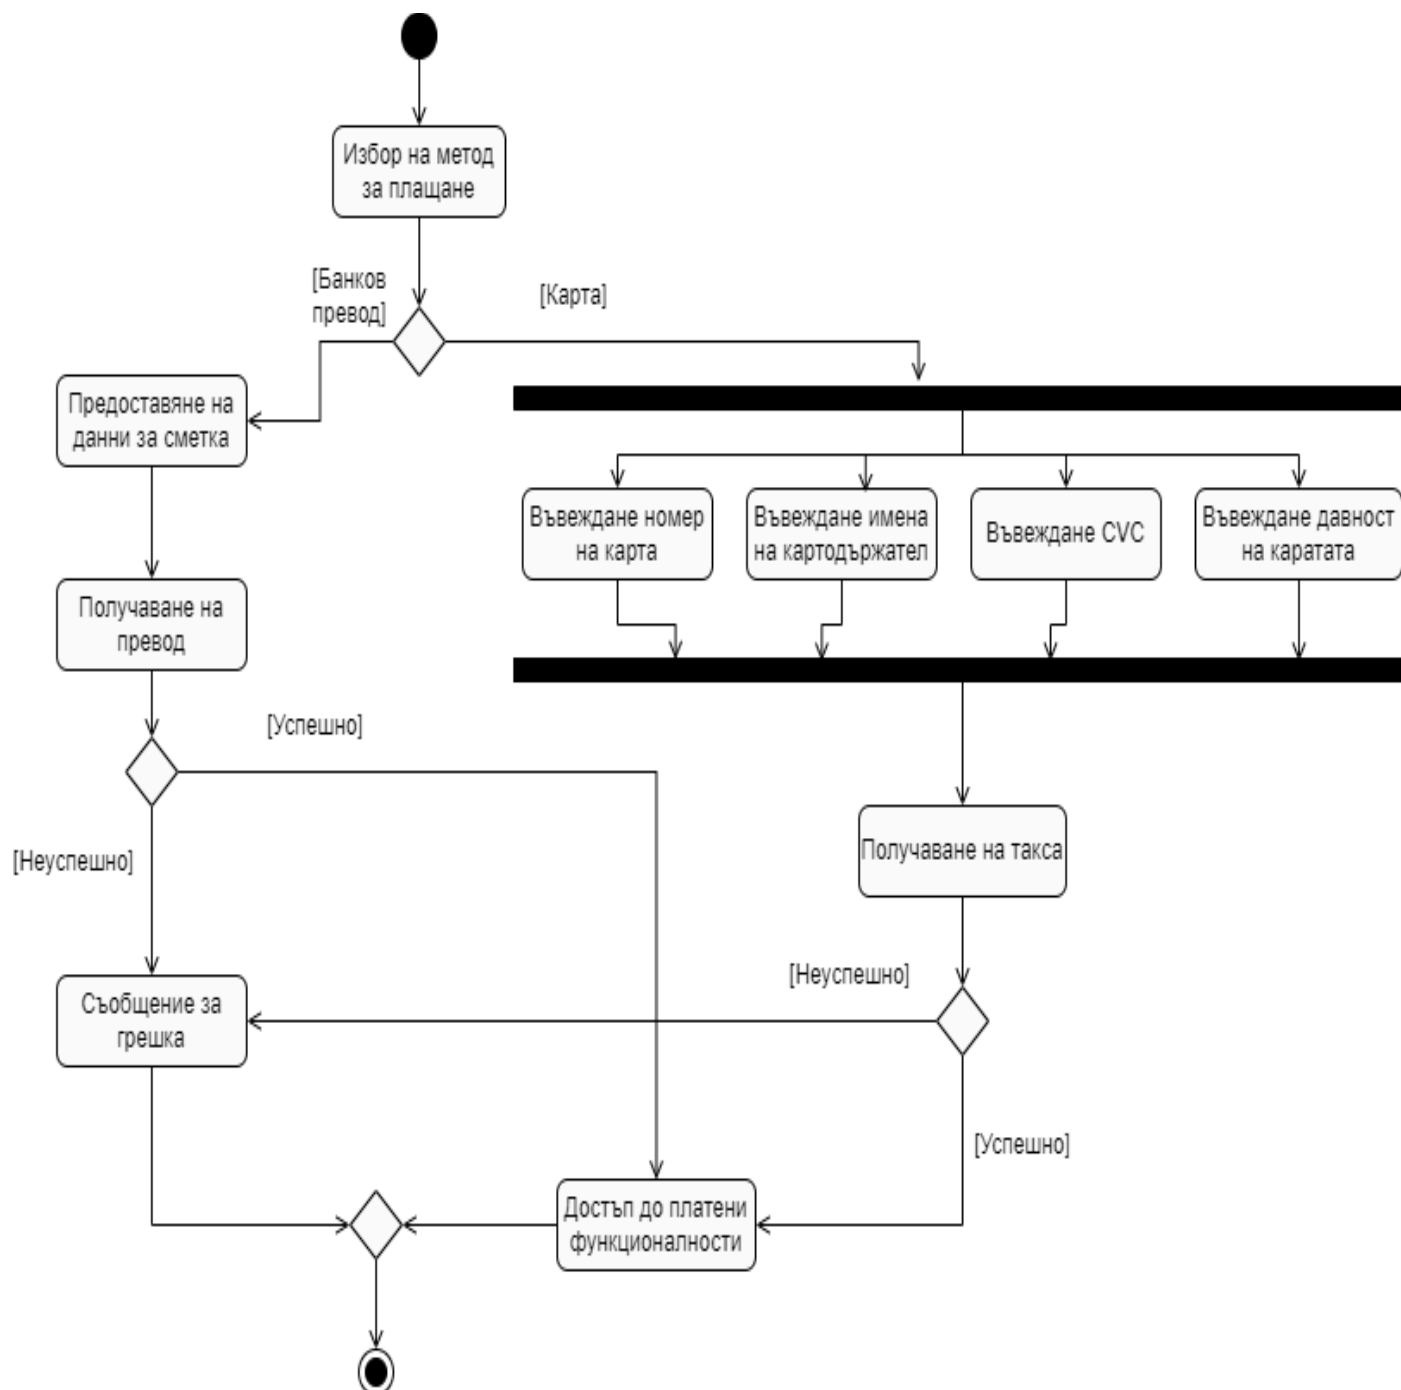 Избор на метод
за плащане
[Банков
превод]
[Карта]
Предоставяне на
данни за сметка
Въвеждане номер
на карта
Въвеждане имена
на картодържател
Въвеждане CVC
Въвеждане давност
на каратата
Получаване на
превод
[Успешно]
[Неуспешно]
Получаване на такса
[Неуспешно]
Съобщение за
грешка
[Успешно]
Достъп до платени
функционалности